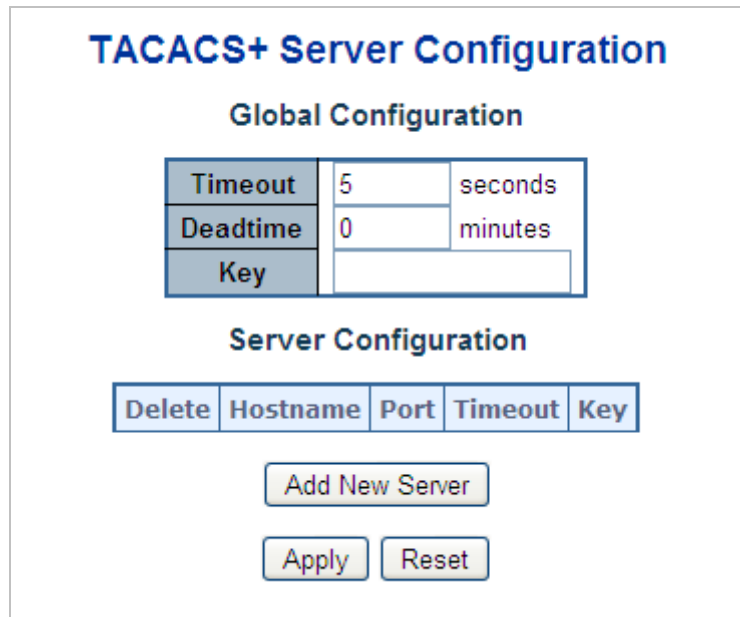 TACACS+ Server Configuration
Global Configuration
Timeout 5 seconds
Deadtime 0 minutes
Key
Server Configuration
Delete Hostname Port Timeout Key
Add New Server
Apply Reset